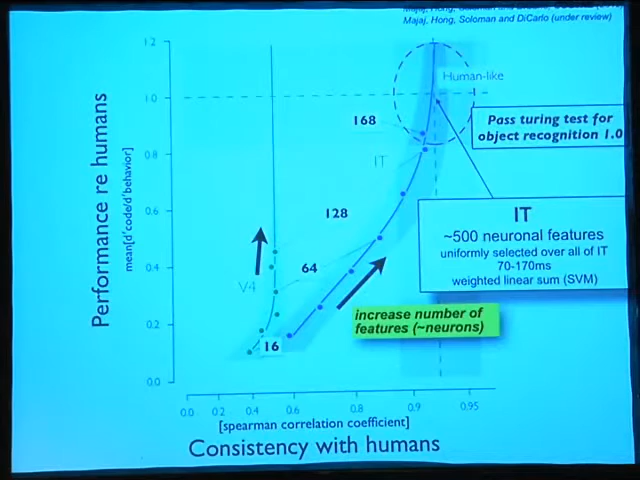 Majaj, Hong, Soloman and DiCarlo (under review)
1.2
1.0
0.8
0.6
0.4
0.2
0.0
Performance re humans
mean[d'code/d'behavior]
Human-like
168
IT
128
64
V4
16
Pass turing test for
object recognition 1.0
IT
~500 neuronal features
uniformly selected over all of IT
70-170ms
weighted linear sum (SVM)
increase number of
features (~neurons)
0.0 0.2 0.4 0.6 0.8 0.9 0.95
[spearman correlation coefficient]
Consistency with humans